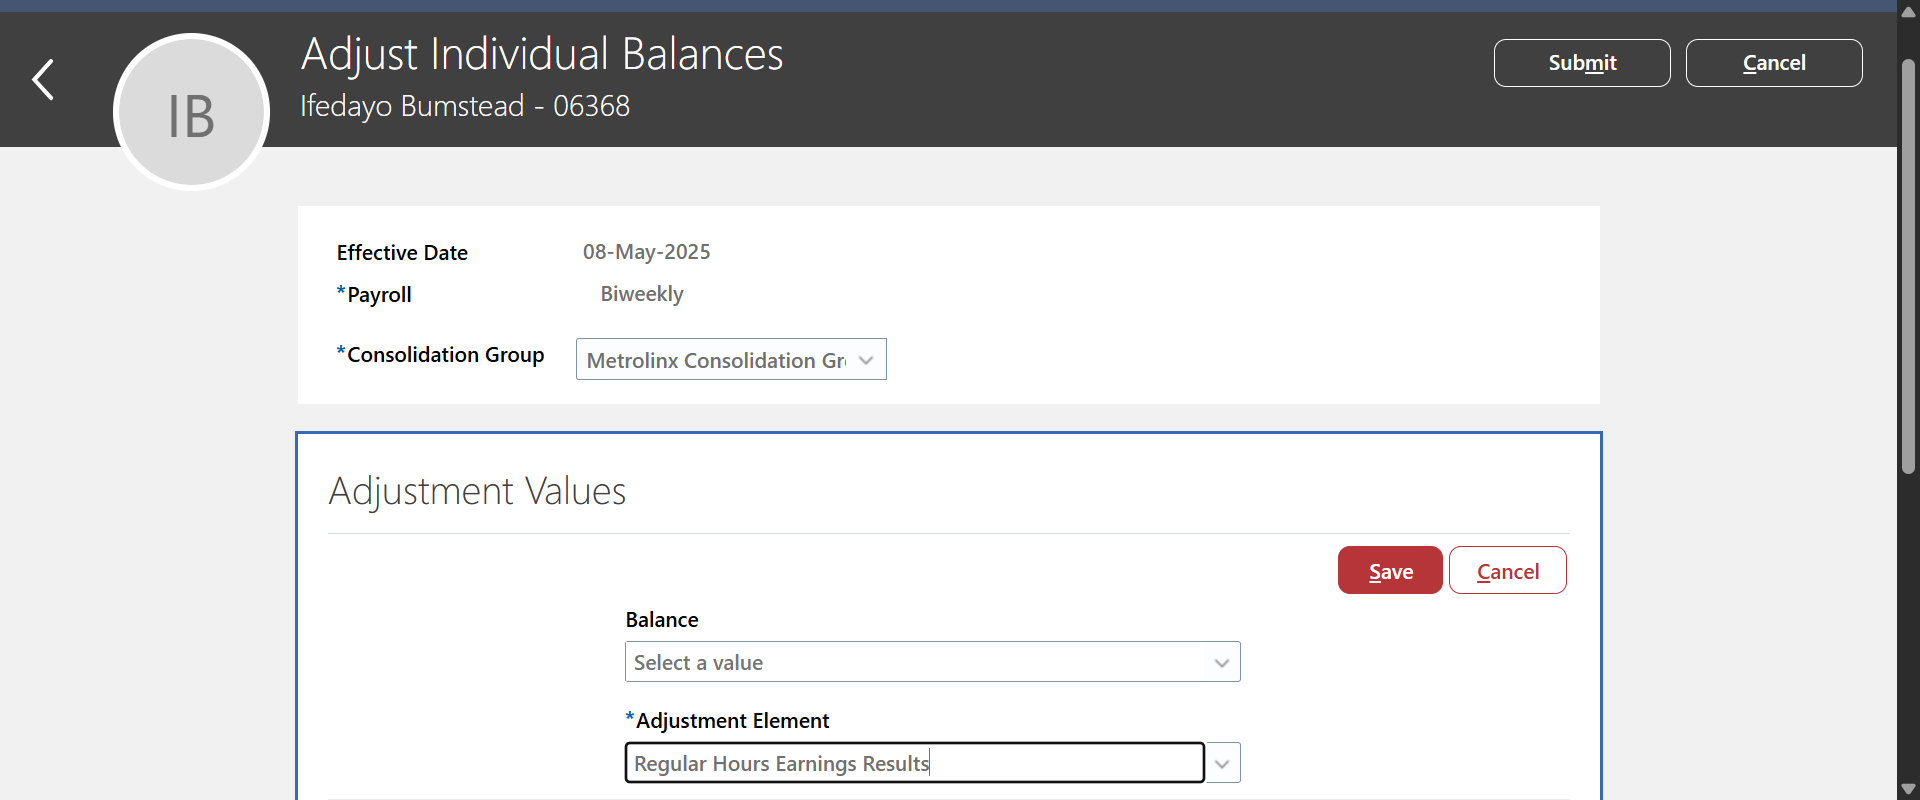 IB
Adjust Individual Balances
Ifedayo Bumstead - 06368
Submit
Cancel
Effective Date 08-May-2025
*Payroll Biweekly
*Consolidation Group Metrolinx Consolidation Gr
Adjustment Values
Save
Cancel
Balance
Select a value
*Adjustment Element
Regular Hours Earnings Results